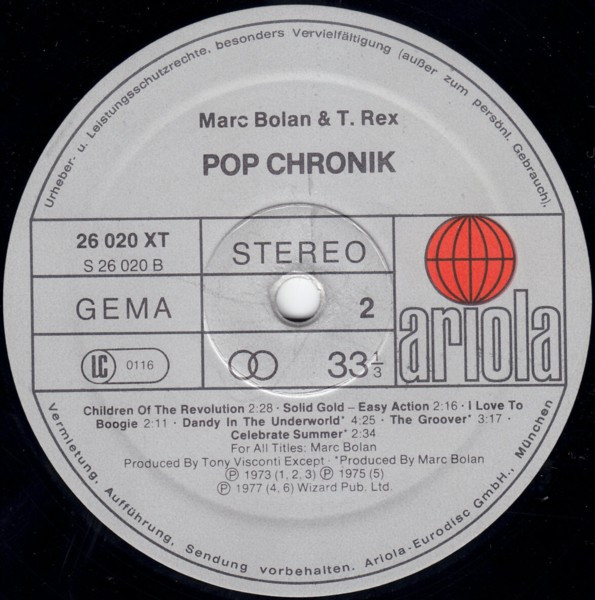 Urheber- u. Leistungsschutzrechte, besonders Vervielfältigung (außer zum persönl. Gebrauch),
Marc Bolan & T. Rex
POP CHRONIK
26 020 XT
S 26 020 B
STEREO
GEMA
2
ariola
LC 0116
33 1/3
Children Of The Revolution 2:28 · Solid Gold – Easy Action 2:16 · I Love To
Boogie 2:11 · Dandy In The Underworld* 4:25 · The Groover* 3:17 ·
Celebrate Summer* 2:34
For All Titles: Marc Bolan
Produced By Tony Visconti Except · *Produced By Marc Bolan
Ⓟ 1973 (1, 2, 3) Ⓟ 1975 (5)
Ⓟ 1977 (4, 6) Wizard Pub. Ltd.
Vermietung, Aufführung, Sendung vorbehalten. Ariola-Eurodisc GmbH., München